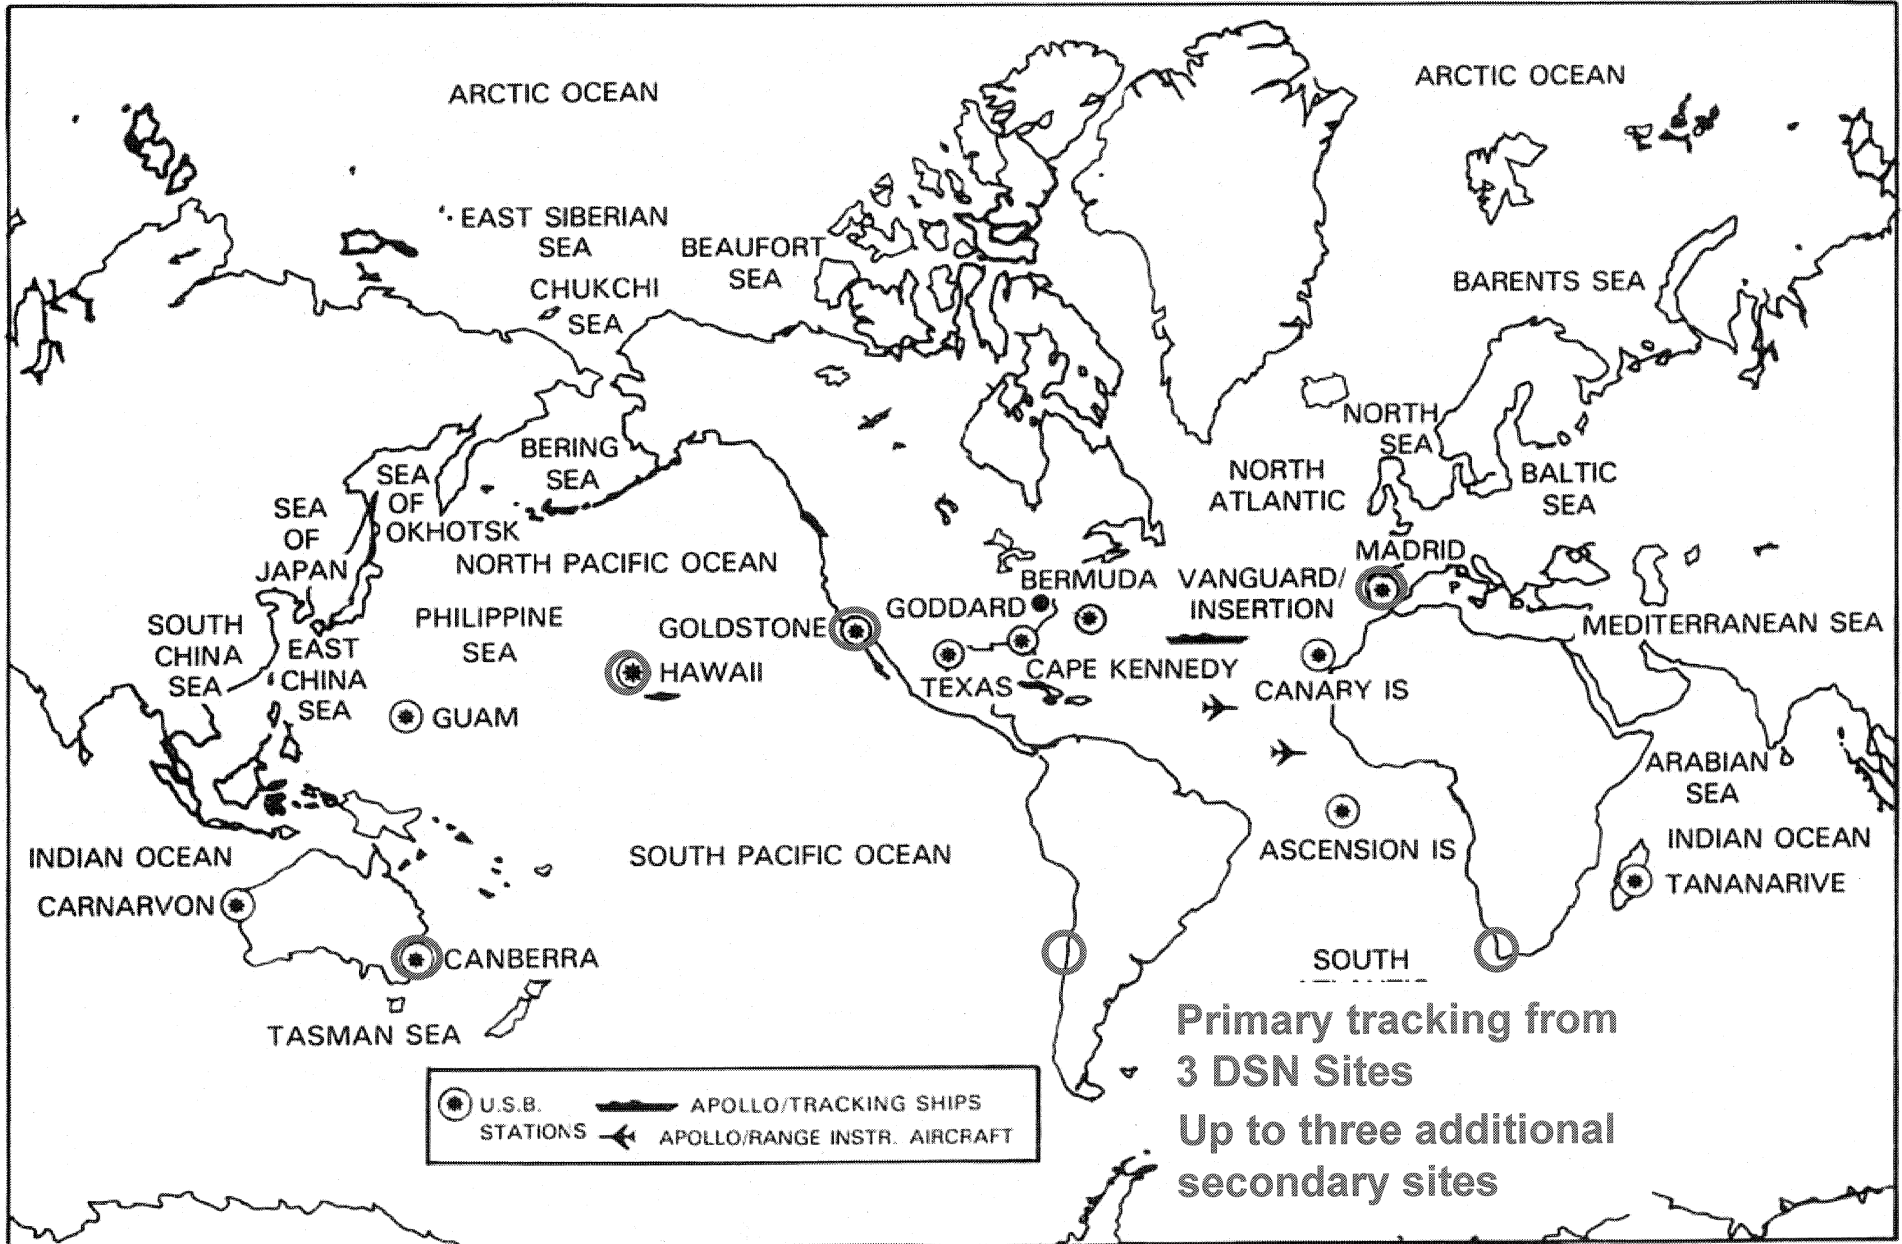 ARCTIC OCEAN
ARCTIC OCEAN
EAST SIBERIAN
SEA
BEAUFORT
SEA
CHUKCHI
SEA
BARENTS SEA
NORTH
SEA
BERING
SEA
SEA
OF
OKHOTSK
NORTH
ATLANTIC
BALTIC
SEA
SEA
OF
JAPAN
NORTH PACIFIC OCEAN
MADRID
BERMUDA
VANGUARD/
INSERTION
GODDARD
PHILIPPINE
SEA
SOUTH
CHINA
SEA
EAST
CHINA
SEA
GOLDSTONE
MEDITERRANEAN SEA
HAWAII
CAPE KENNEDY
TEXAS
CANARY IS
GUAM
ARABIAN
SEA
INDIAN OCEAN
SOUTH PACIFIC OCEAN
ASCENSION IS
INDIAN OCEAN
CARNARVON
TANANARIVE
CANBERRA
SOUTH
TASMAN SEA
Primary tracking from
3 DSN Sites
Up to three additional
secondary sites
U.S.B.
STATIONS
APOLLO/TRACKING SHIPS
APOLLO/RANGE INSTR. AIRCRAFT